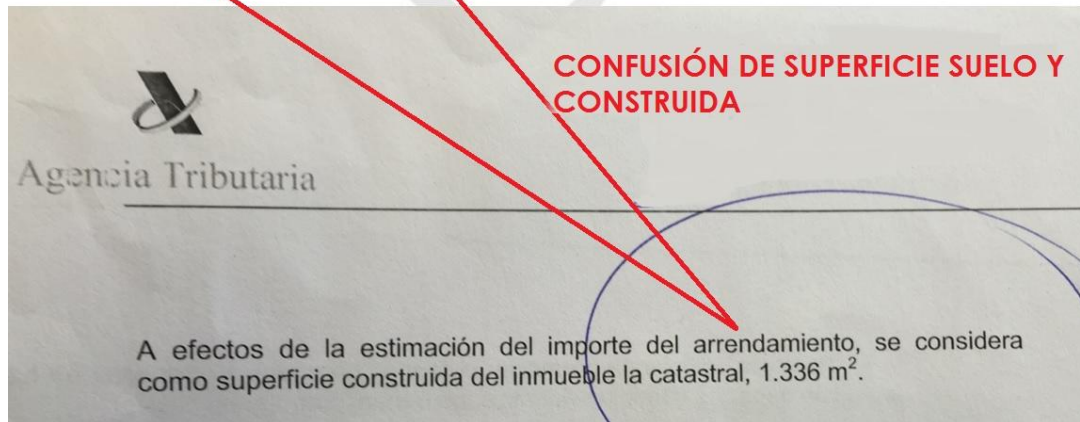 CONFUSIÓN DE SUPERFICIE SUELO Y
CONSTRUIDA
Agencia Tributaria
A efectos de la estimación del importe del arrendamiento, se considera
como superficie construida del inmueble la catastral, 1.336 m².